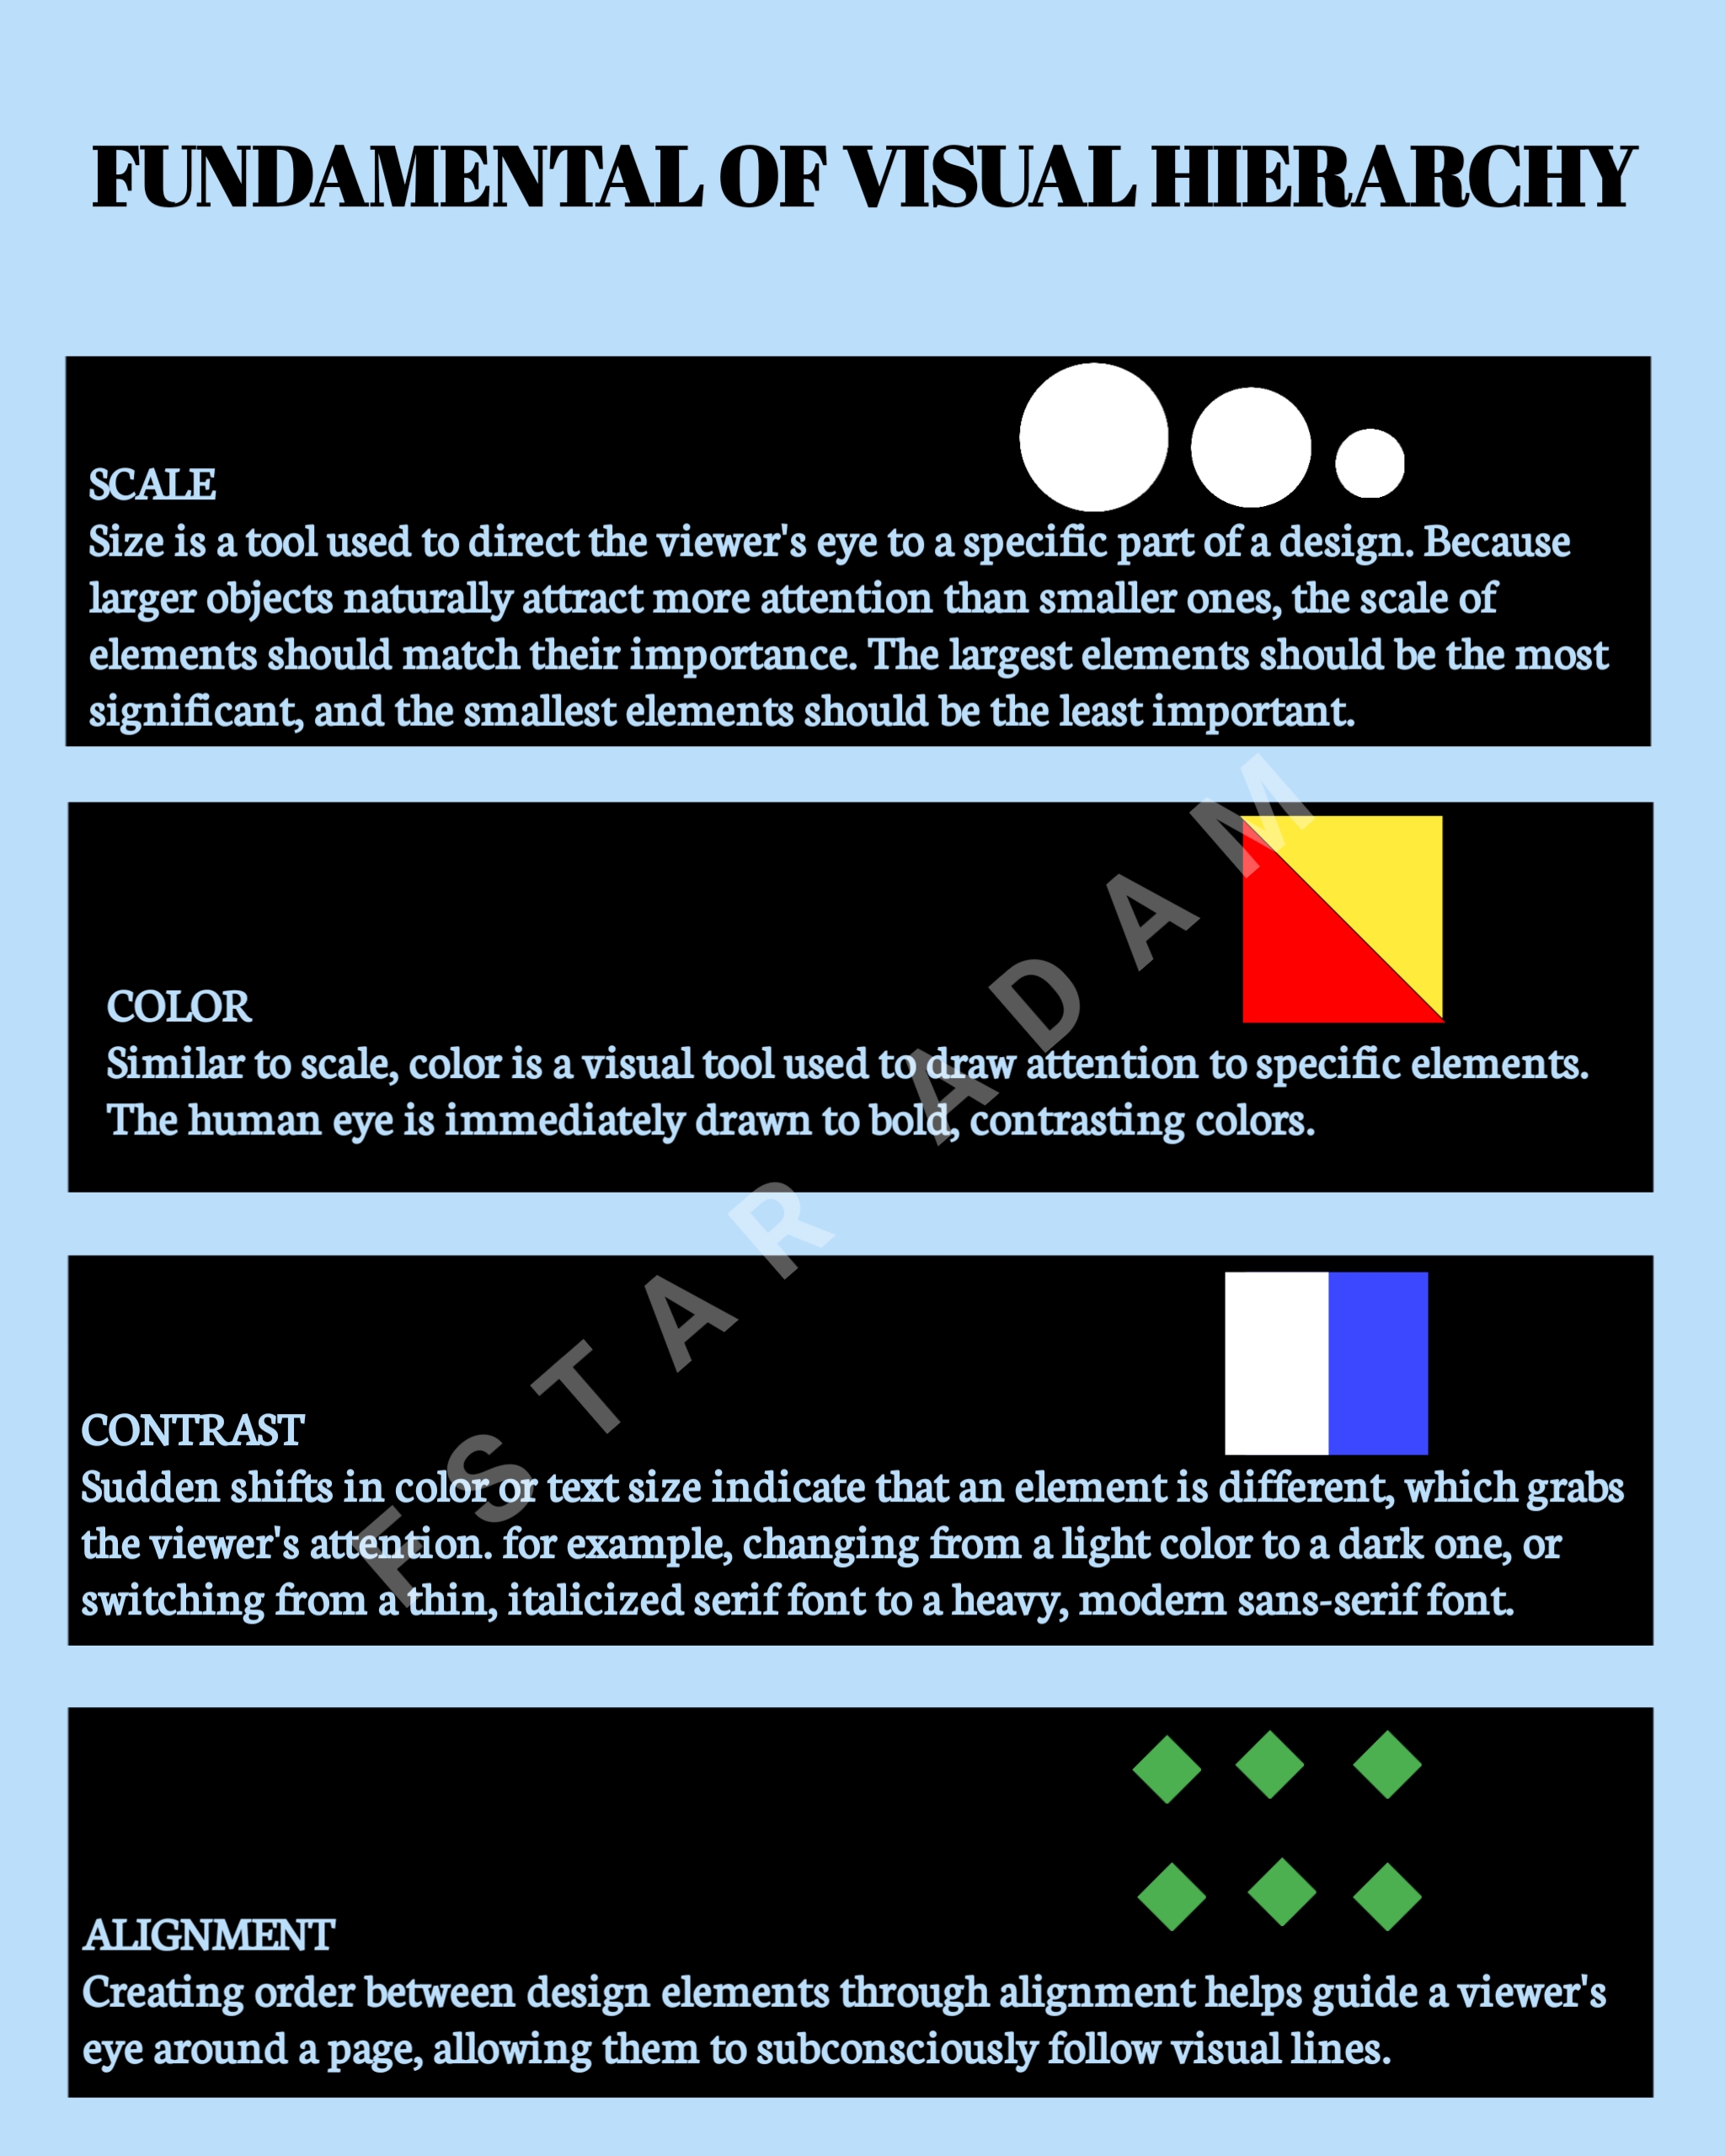 FUNDAMENTAL OF VISUAL HIERARCHY
SCALE
Size is a tool used to direct the viewer's eye to a specific part of a design. Because
larger objects naturally attract more attention than smaller ones, the scale of
elements should match their importance. The largest elements should be the most
significant, and the smallest elements should be the least important.
COLOR
Similar to scale, color is a visual tool used to draw attention to specific elements.
The human eye is immediately drawn to bold, contrasting colors.
CONTRAST
Sudden shifts in color or text size indicate that an element is different, which grabs
the viewer's attention. for example, changing from a light color to a dark one, or
switching from a thin, italicized serif font to a heavy, modern sans-serif font.
ALIGNMENT
Creating order between design elements through alignment helps guide a viewer's
eye around a page, allowing them to subconsciously follow visual lines.
FSTAR ADAM